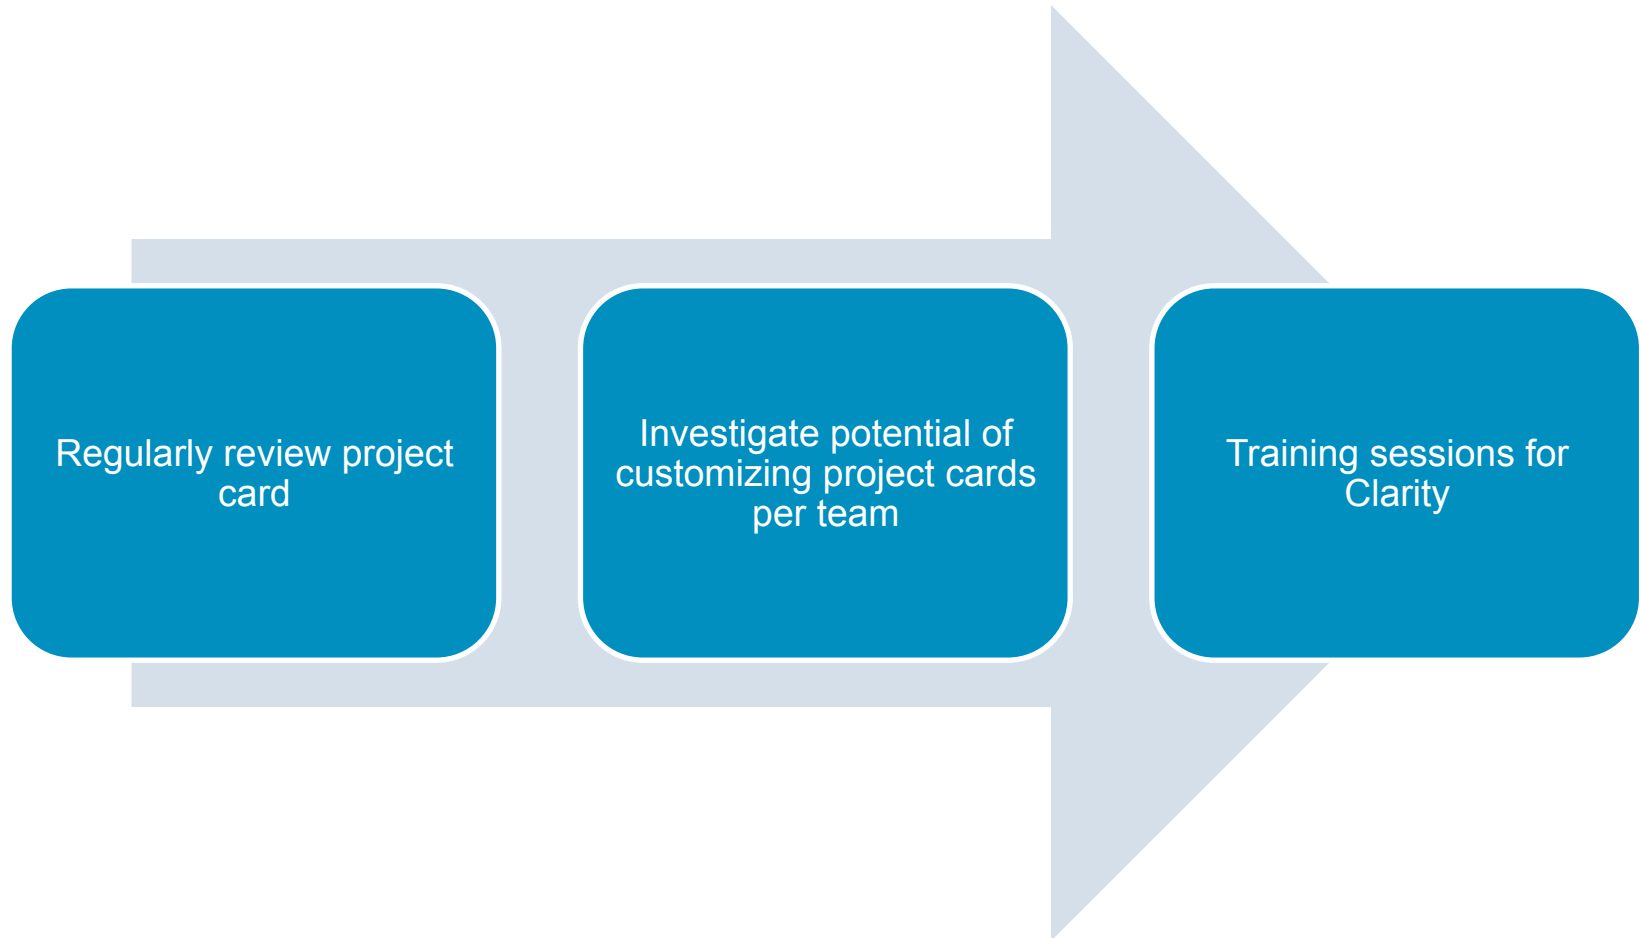 Regularly review project
card
Investigate potential of
customizing project cards
per team
Training sessions for
Clarity